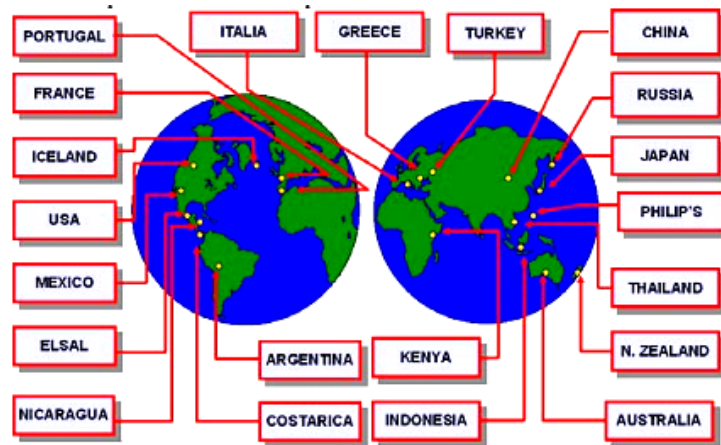 PORTUGAL
ITALIA
GREECE
TURKEY
CHINA
FRANCE
RUSSIA
ICELAND
JAPAN
USA
PHILIP'S
MEXICO
THAILAND
ELSAL
ARGENTINA
KENYA
N. ZEALAND
NICARAGUA
COSTARICA
INDONESIA
AUSTRALIA